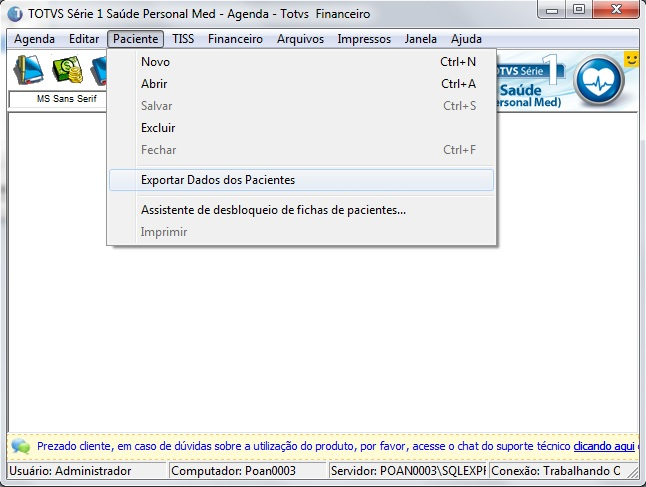 TOTVS Série 1 Saúde Personal Med - Agenda - Totvs Financeiro
Agenda Editar Paciente TISS Financeiro Arquivos Impressos Janela Ajuda
Novo Ctrl+N
Abrir Ctrl+A
Salvar Ctrl+S
Excluir
Fechar Ctrl+F
Exportar Dados dos Pacientes
Assistente de desbloqueio de fichas de pacientes...
Imprimir
MS Sans Serif
TOTVS Série 1
Saúde
Personal Med)
Prezado cliente, em caso de dúvidas sobre a utilização do produto, por favor, acesse o chat do suporte técnico clicando aqui
Usuário: Administrador Computador: Poan0003 Servidor: POAN0003\SQLEXPF Conexão: Trabalhando O